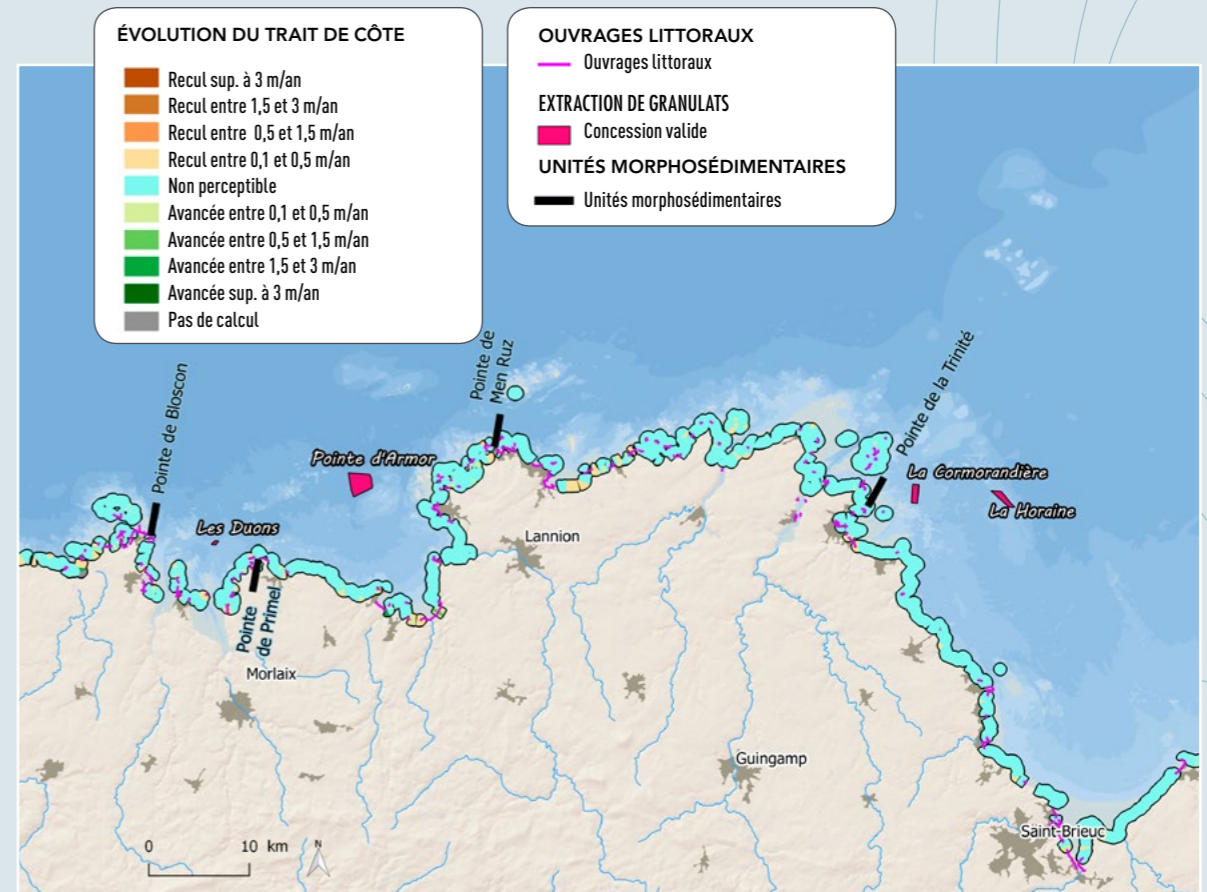 ÉVOLUTION DU TRAIT DE CÔTE
Recul sup. à 3 m/an
Recul entre 1,5 et 3 m/an
Recul entre 0,5 et 1,5 m/an
Recul entre 0,1 et 0,5 m/an
Non perceptible
Avancée entre 0,1 et 0,5 m/an
Avancée entre 0,5 et 1,5 m/an
Avancée entre 1,5 et 3 m/an
Avancée sup. à 3 m/an
Pas de calcul
OUVRAGES LITTORAUX
Ouvrages littoraux
EXTRACTION DE GRANULATS
Concession valide
UNITÉS MORPHOSÉDIMENTAIRES
Unités morphosédimentaires
Pointe de Bloscon
Pointe de
Men Ruz
Pointe de la Trinité
Pointe d'Armor
La Cormorandière
La Horaine
Les Duons
Lannion
Pointe
de Primel
Morlaix
Guingamp
Saint-Brieuc
0 10 km
N